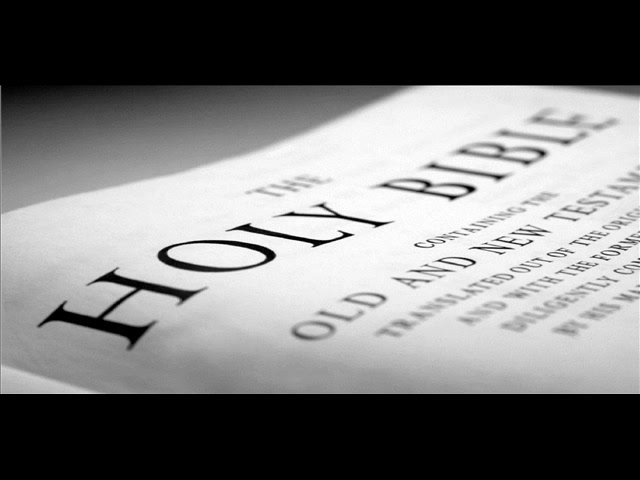 THE
HOLY BIBLE
CONTAINING THE
OLD AND NEW
TRANSLATED OUT OF THE
AND WITH THE
DILIGENTLY
BY HIS